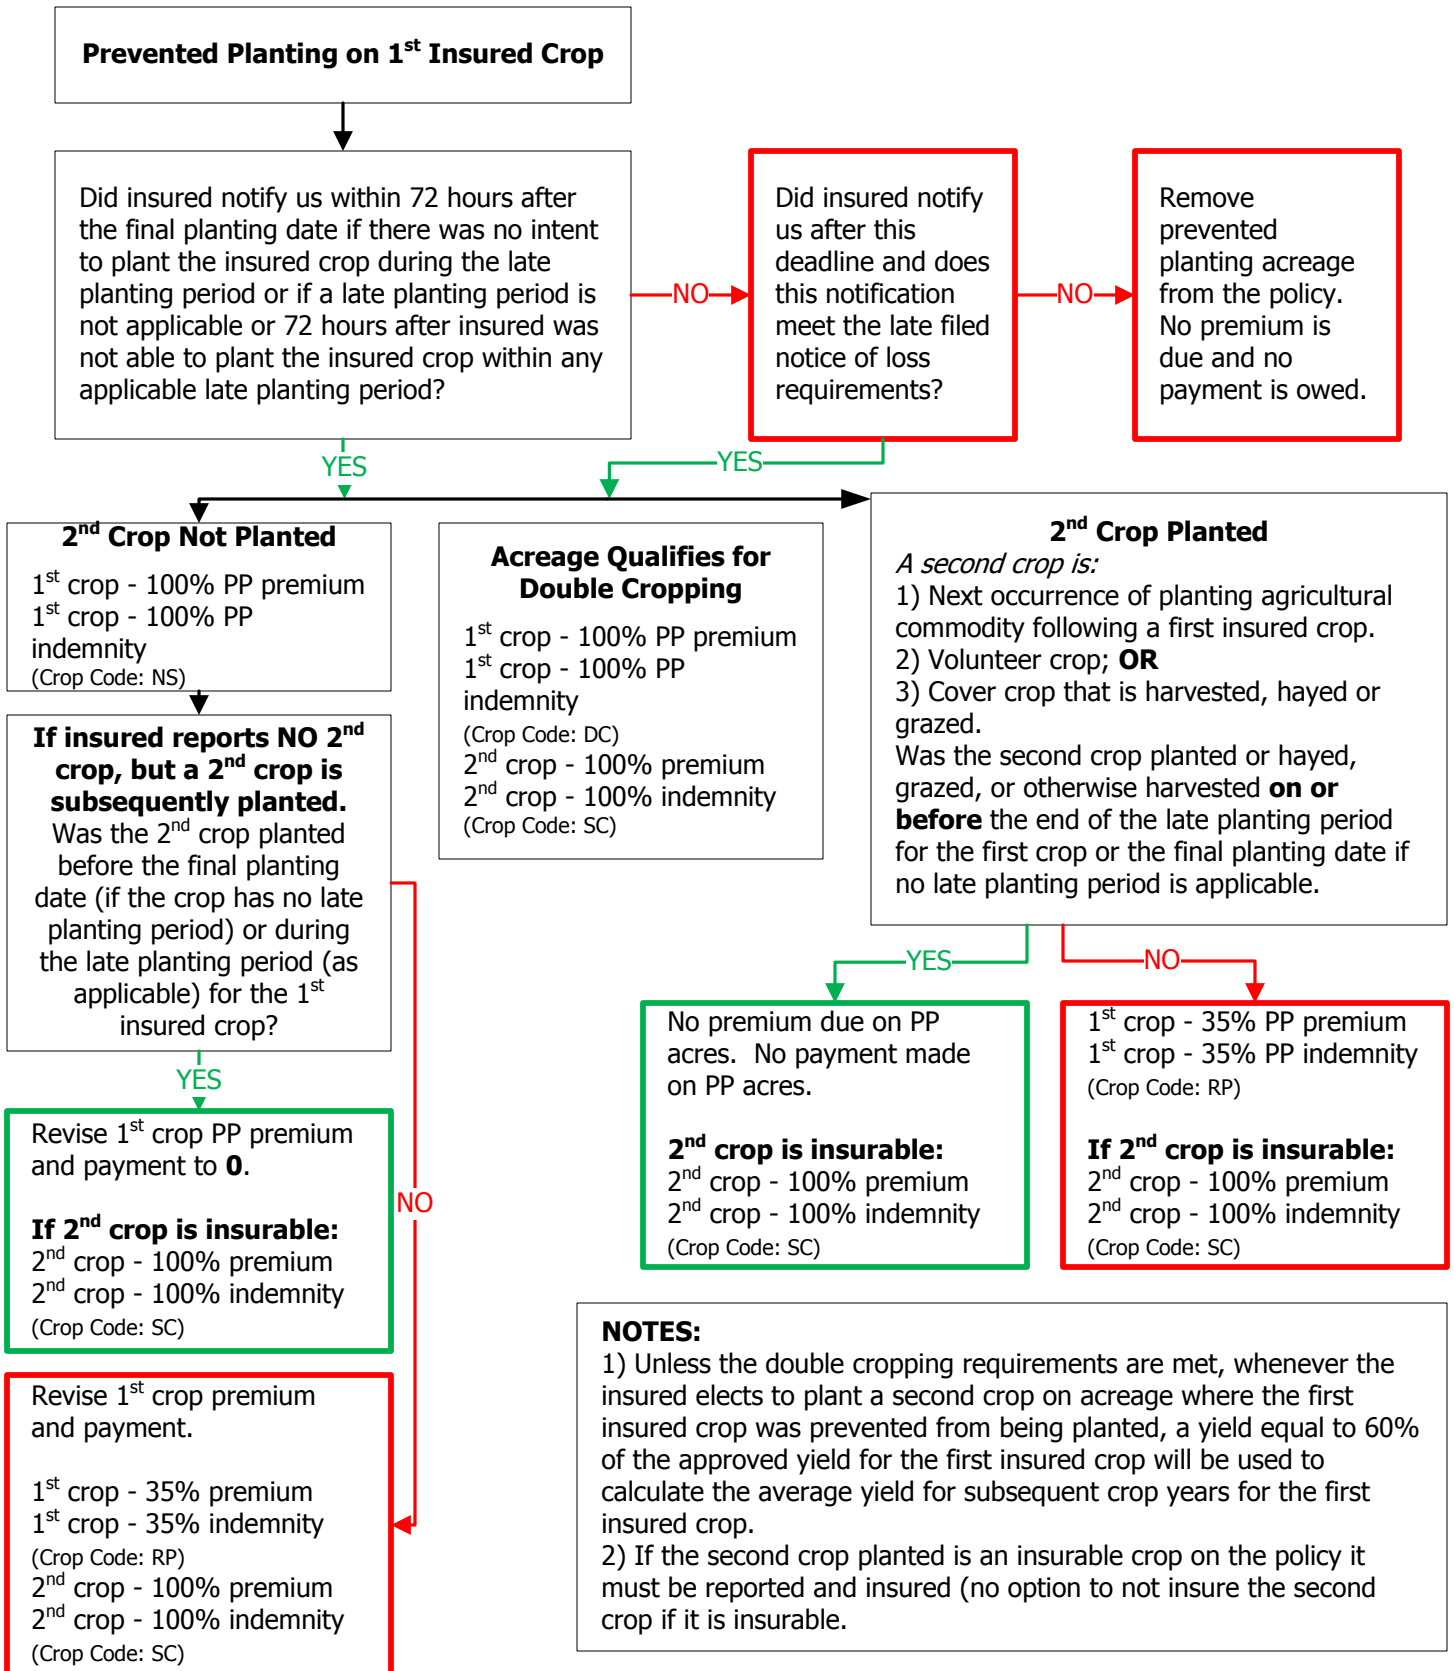 Prevented Planting on 1st Insured Crop
Did insured notify us within 72 hours after
the final planting date if there was no intent
to plant the insured crop during the late
planting period or if a late planting period is
not applicable or 72 hours after insured was
not able to plant the insured crop within any
applicable late planting period?
NO
Did insured notify
us after this
deadline and does
this notification
meet the late filed
notice of loss
requirements?
NO
Remove
prevented
planting acreage
from the policy.
No premium is
due and no
payment is owed.
YES
YES
2nd Crop Not Planted
1st crop - 100% PP premium
1st crop - 100% PP
indemnity
(Crop Code: NS)
If insured reports NO 2nd
crop, but a 2nd crop is
subsequently planted.
Was the 2nd crop planted
before the final planting
date (if the crop has no late
planting period) or during
the late planting period (as
applicable) for the 1st
insured crop?
YES
Revise 1st crop PP premium
and payment to 0.
If 2nd crop is insurable:
2nd crop - 100% premium
2nd crop - 100% indemnity
(Crop Code: SC)
NO
Revise 1st crop premium
and payment.
1st crop - 35% premium
1st crop - 35% indemnity
(Crop Code: RP)
2nd crop - 100% premium
2nd crop - 100% indemnity
(Crop Code: SC)
Acreage Qualifies for
Double Cropping
1st crop - 100% PP premium
1st crop - 100% PP
indemnity
(Crop Code: DC)
2nd crop - 100% premium
2nd crop - 100% indemnity
(Crop Code: SC)
2nd Crop Planted
A second crop is:
1) Next occurrence of planting agricultural
commodity following a first insured crop.
2) Volunteer crop; OR
3) Cover crop that is harvested, hayed or
grazed.
Was the second crop planted or hayed,
grazed, or otherwise harvested on or
before the end of the late planting period
for the first crop or the final planting date if
no late planting period is applicable.
YES
NO
No premium due on PP
acres. No payment made
on PP acres.
2nd crop is insurable:
2nd crop - 100% premium
2nd crop - 100% indemnity
(Crop Code: SC)
1st crop - 35% PP premium
1st crop - 35% PP indemnity
(Crop Code: RP)
If 2nd crop is insurable:
2nd crop - 100% premium
2nd crop - 100% indemnity
(Crop Code: SC)
NOTES:
1) Unless the double cropping requirements are met, whenever the
insured elects to plant a second crop on acreage where the first
insured crop was prevented from being planted, a yield equal to 60%
of the approved yield for the first insured crop will be used to
calculate the average yield for subsequent crop years for the first
insured crop.
2) If the second crop planted is an insurable crop on the policy it
must be reported and insured (no option to not insure the second
crop if it is insurable.